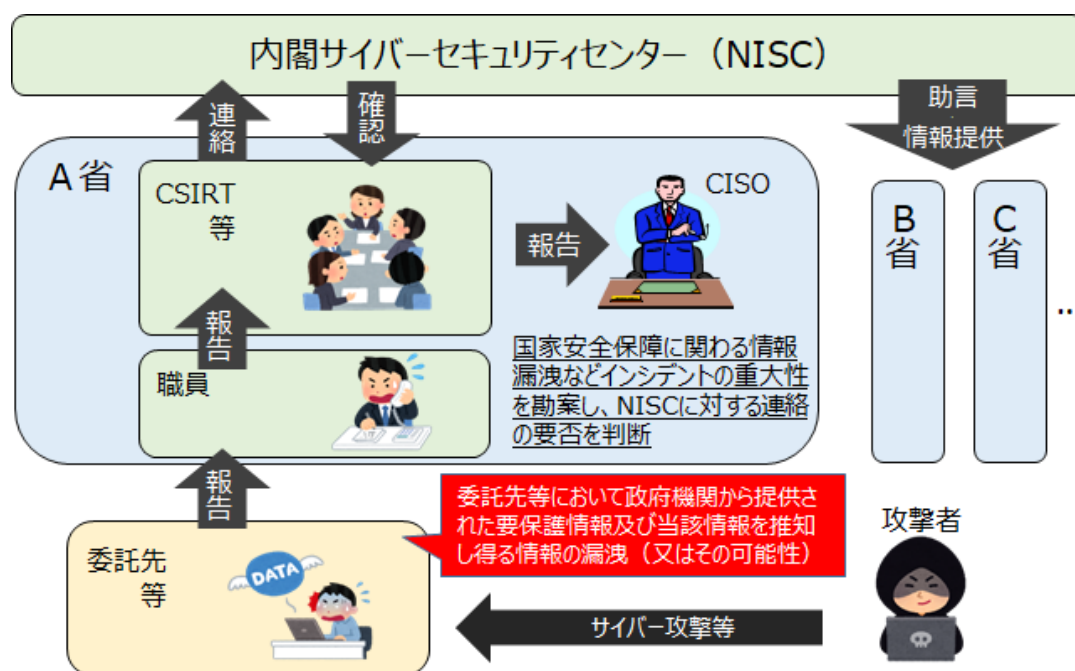 内閣サイバーセキュリティセンター（NISC）
連絡
確認
助言
・
情報提供
A省
CSIRT
等
報告
CISO
B省
C省
…
報告
国家安全保障に関わる情報
漏洩などインシデントの重大性
を勘案し、NISCに対する連絡
の要否を判断
職員
報告
委託先等において政府機関から提供さ
れた要保護情報及び当該情報を推知
し得る情報の漏洩（又はその可能性）
攻撃者
委託先
等
DATA
サイバー攻撃等